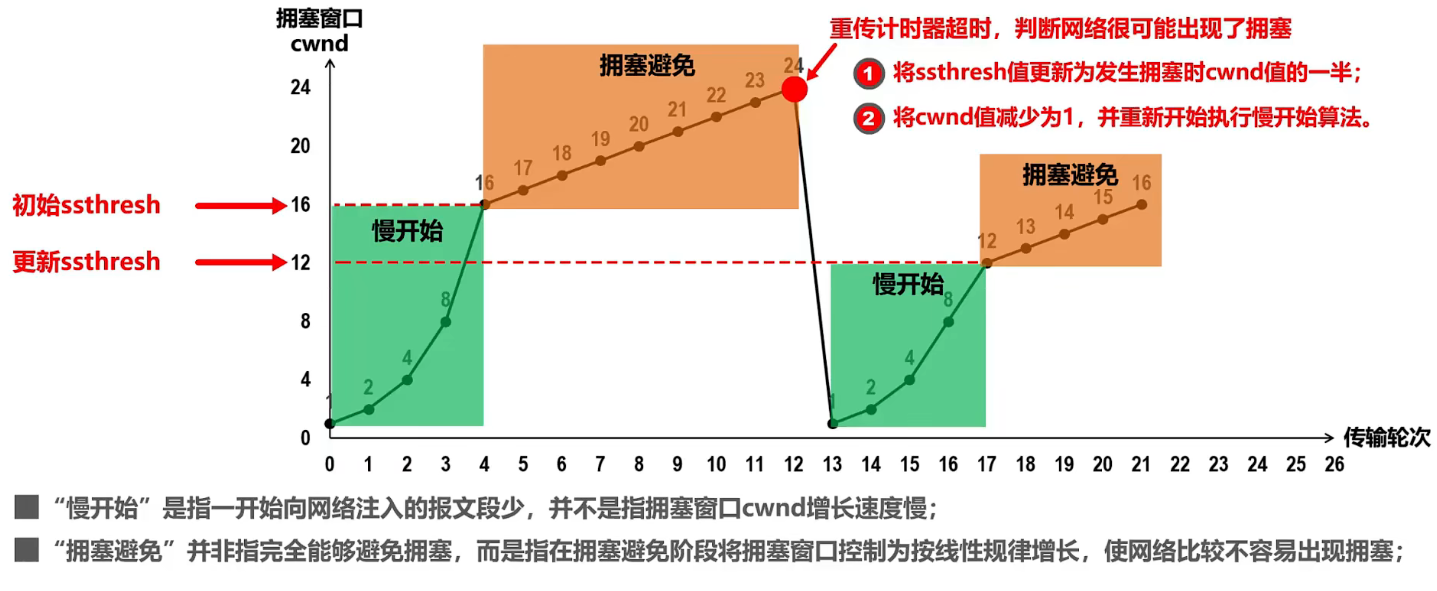 拥塞窗口
cwnd
重传计时器超时，判断网络很可能出现了拥塞
1 将ssthresh值更新为发生拥塞时cwnd值的一半；
2 将cwnd值减少为1，并重新开始执行慢开始算法。
拥塞避免
24
23
22
21
20
19
18
17
16
24
20
16
12
8
4
0
初始ssthresh
更新ssthresh
慢开始
8
4
2
1
拥塞避免
16
15
14
13
12
慢开始
8
4
2
1
0 1 2 3 4 5 6 7 8 9 10 11 12 13 14 15 16 17 18 19 20 21 22 23 24 25 26
传输轮次
“慢开始”是指一开始向网络注入的报文段少，并不是指拥塞窗口cwnd增长速度慢；
“拥塞避免”并非指完全能够避免拥塞，而是指在拥塞避免阶段将拥塞窗口控制为按线性规律增长，使网络比较不容易出现拥塞；